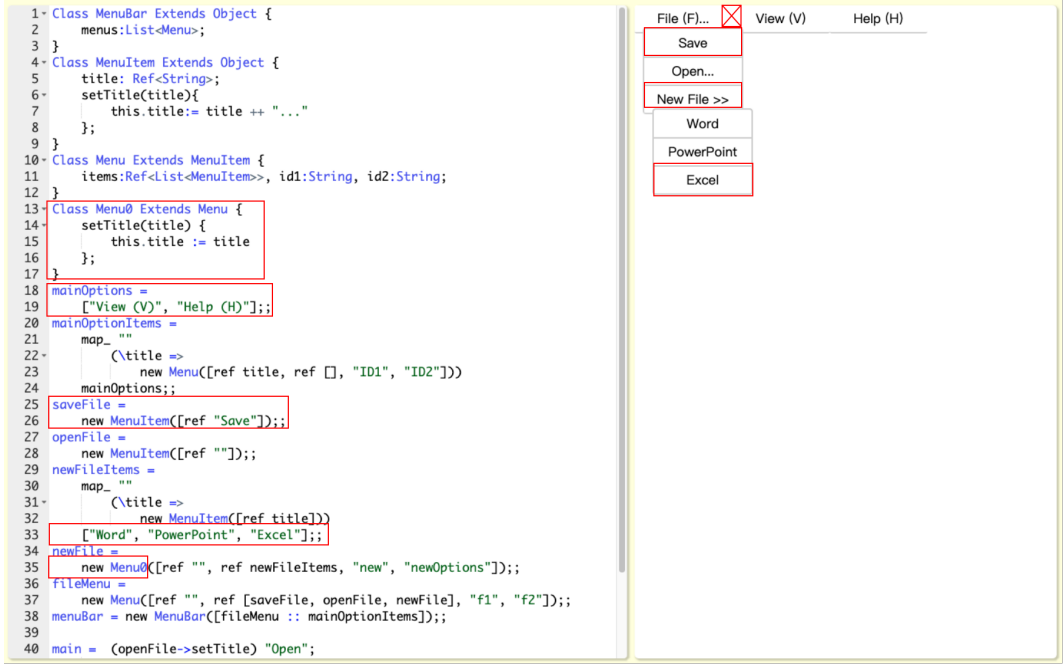 1 Class MenuBar Extends Object {
2 menus:List<Menu>;
3 }
4 Class MenuItem Extends Object {
5 title: Ref<String>;
6 setTitle(title){
7 this.title:= title ++ "..."
8 };
9 }
10 Class Menu Extends MenuItem {
11 items:Ref<List<MenuItem>>, id1:String, id2:String;
12 }
13 Class Menu0 Extends Menu {
14 setTitle(title) {
15 this.title := title
16 };
17 }
18 mainOptions =
19 ["View (V)", "Help (H)"];;
20 mainOptionItems =
21 map_ ""
22 (\title =>
23 new Menu([ref title, ref [], "ID1", "ID2"]))
24 mainOptions;;
25 saveFile =
26 new MenuItem([ref "Save"]);;
27 openFile =
28 new MenuItem([ref ""]);;
29 newFileItems =
30 map_ ""
31 (\title =>
32 new MenuItem([ref title]))
33 ["Word", "PowerPoint", "Excel"];;
34 newFile =
35 new Menu0([ref "", ref newFileItems, "new", "newOptions"]);;
36 fileMenu =
37 new Menu([ref "", ref [saveFile, openFile, newFile], "f1", "f2"]);;
38 menuBar = new MenuBar([fileMenu :: mainOptionItems]);;
39
40 main = (openFile->setTitle) "Open";
File (F)... View (V) Help (H)
Save
Open...
New File >>
Word
PowerPoint
Excel